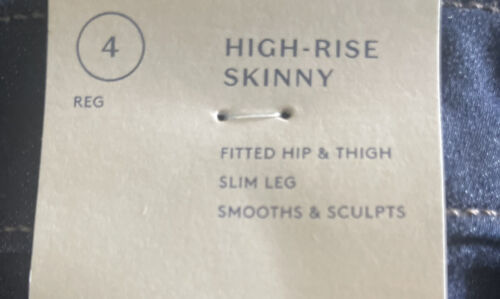 4
REG
HIGH-RISE
SKINNY
FITTED HIP & THIGH
SLIM LEG
SMOOTHS & SCULPTS